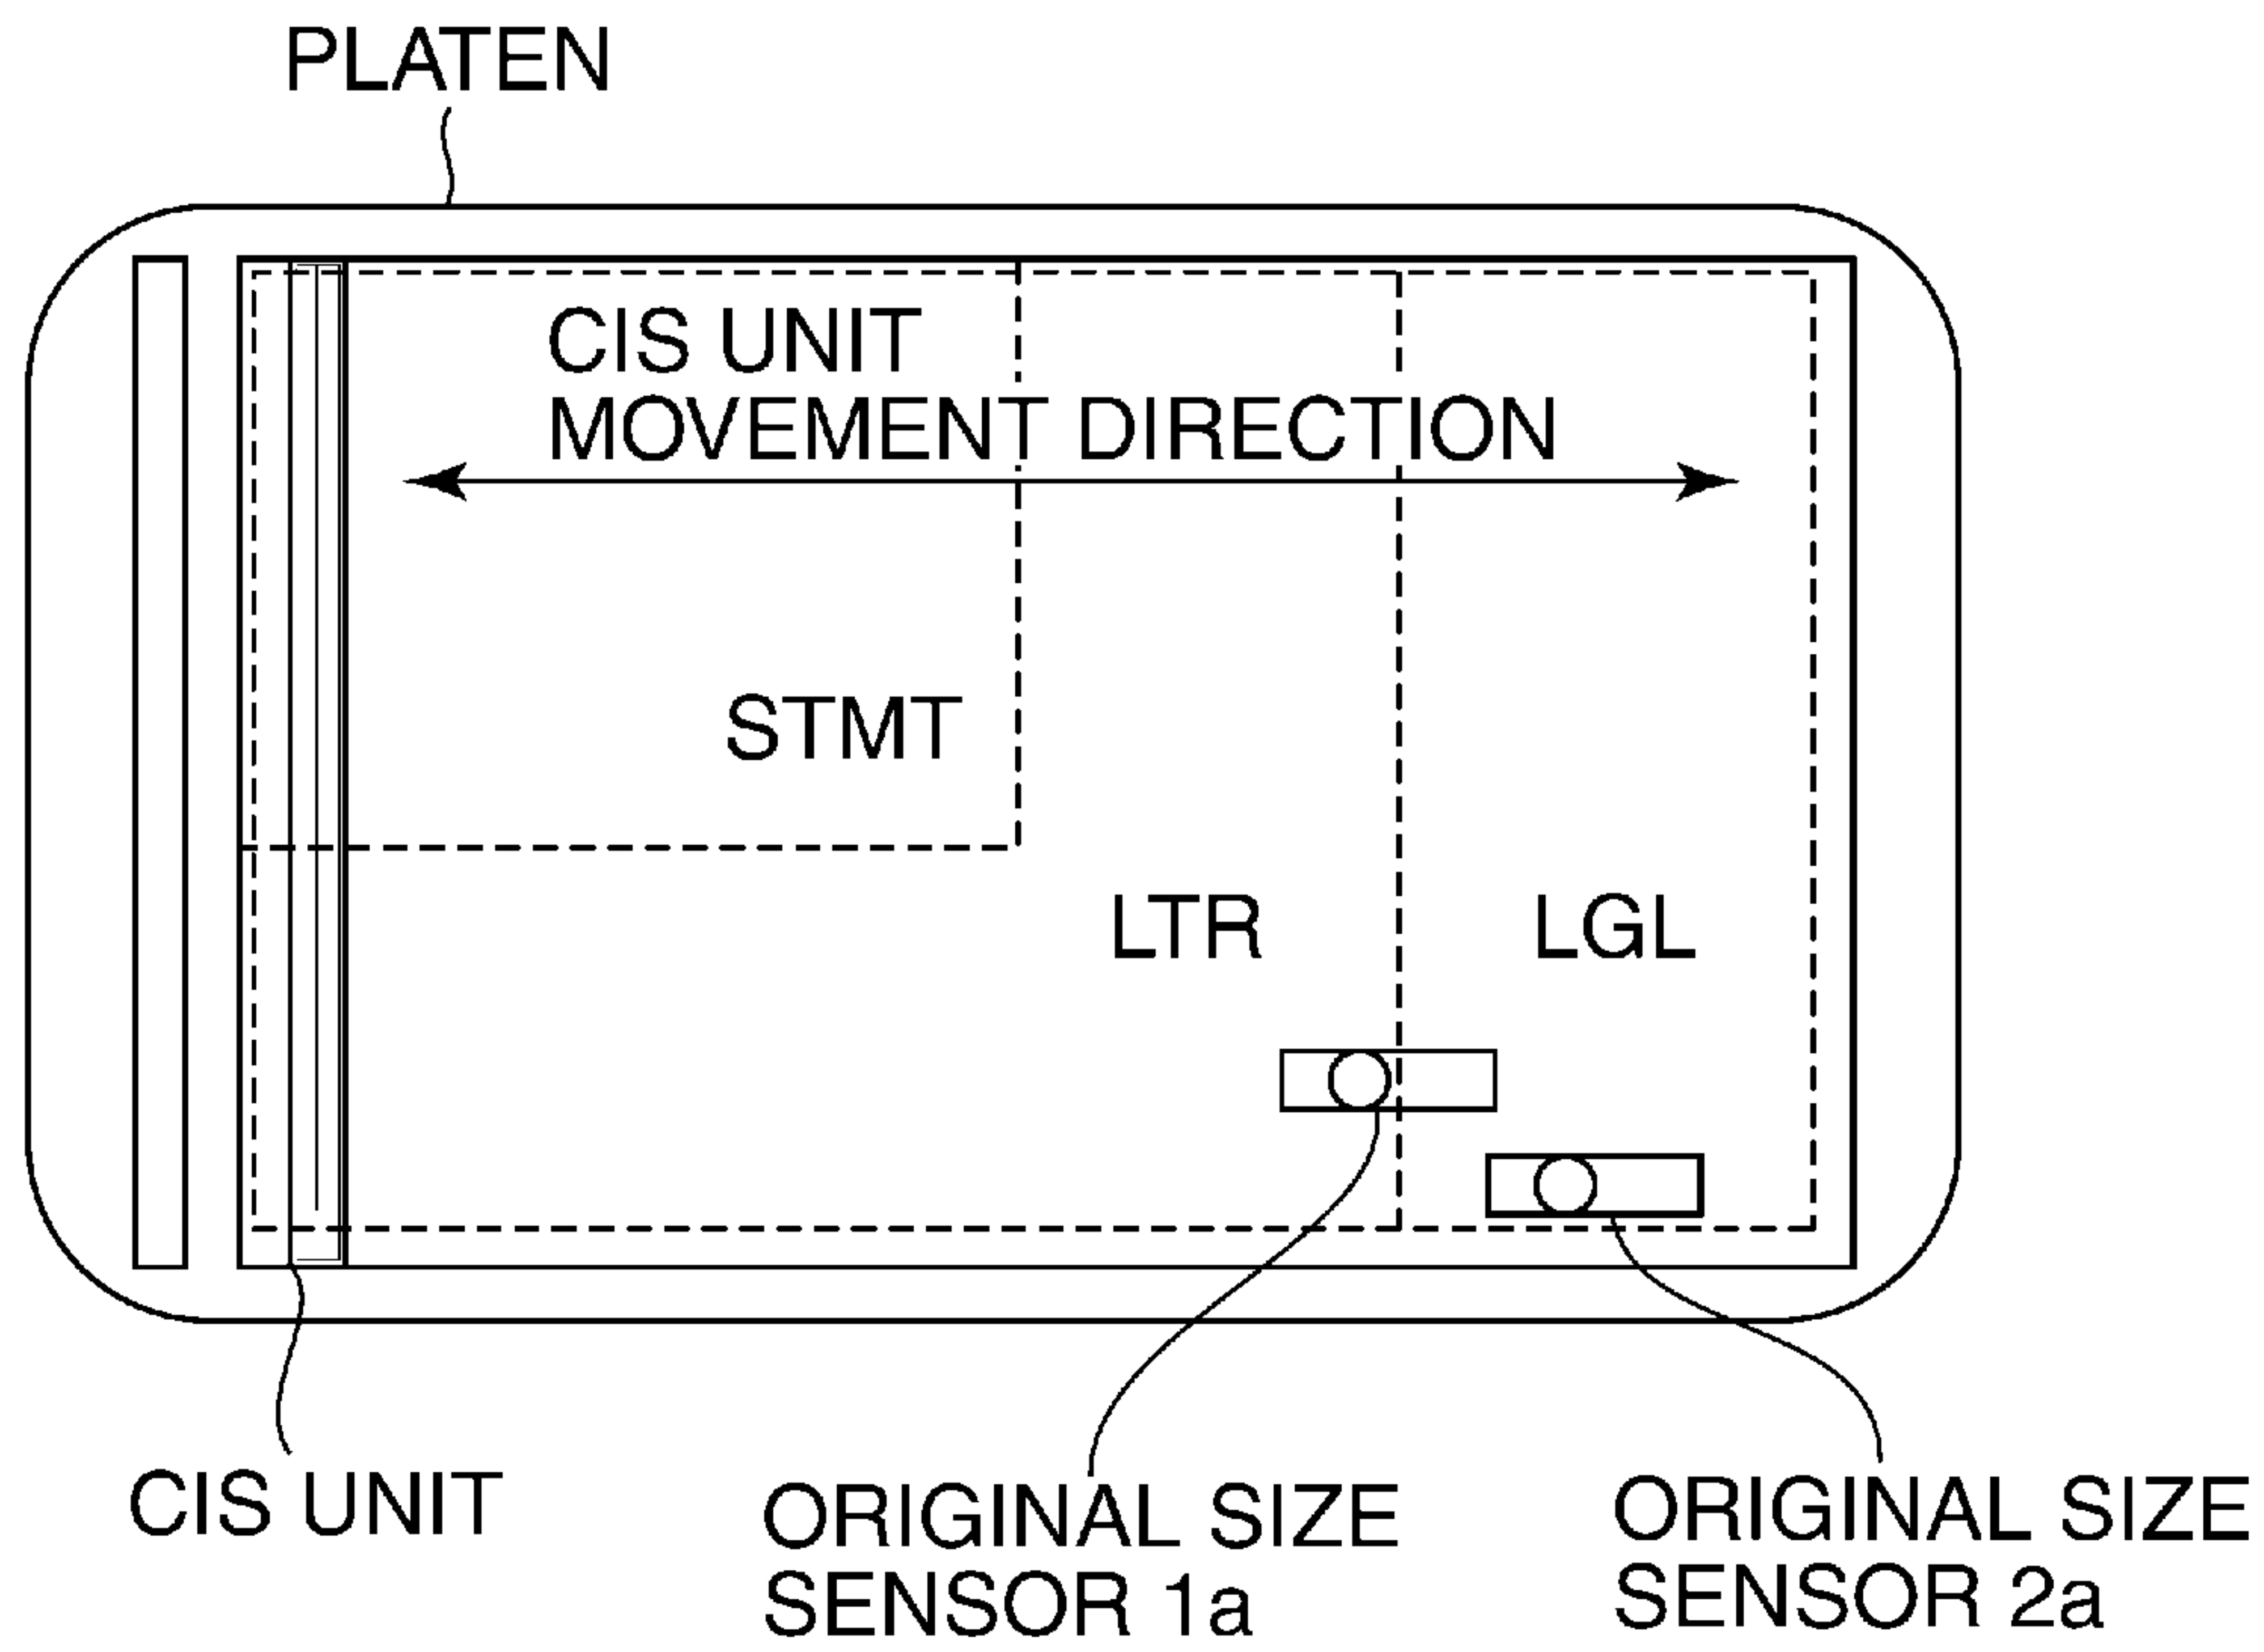 PLATEN
CIS UNIT
MOVEMENT DIRECTION
STMT
LTR
LGL
CIS UNIT
ORIGINAL SIZE
SENSOR 1a
ORIGINAL SIZE
SENSOR 2a